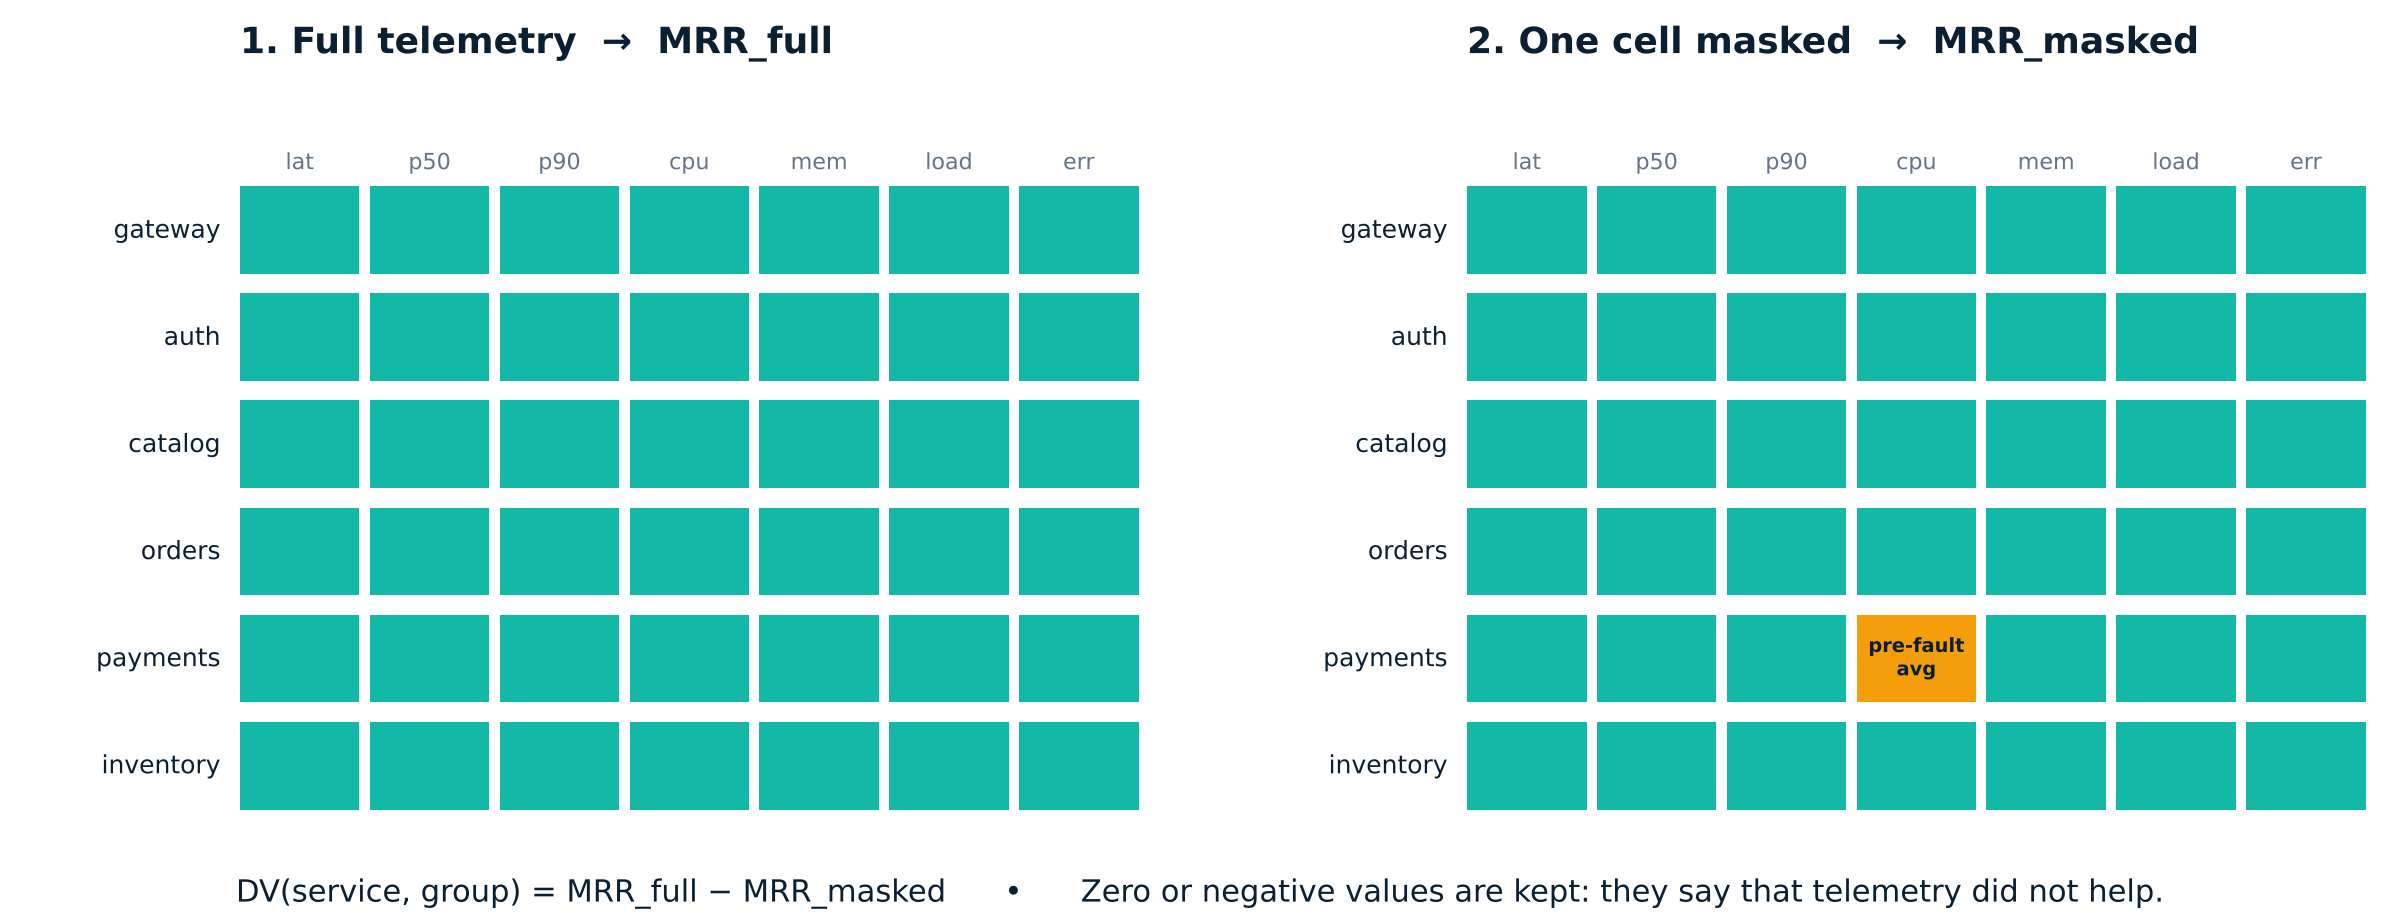 1. Full telemetry → MRR_full
lat p50 p90 cpu mem load err
gateway
auth
catalog
orders
payments
inventory
2. One cell masked → MRR_masked
lat p50 p90 cpu mem load err
gateway
auth
catalog
orders
payments
pre-fault
avg
inventory
DV(service, group) = MRR_full − MRR_masked • Zero or negative values are kept: they say that telemetry did not help.